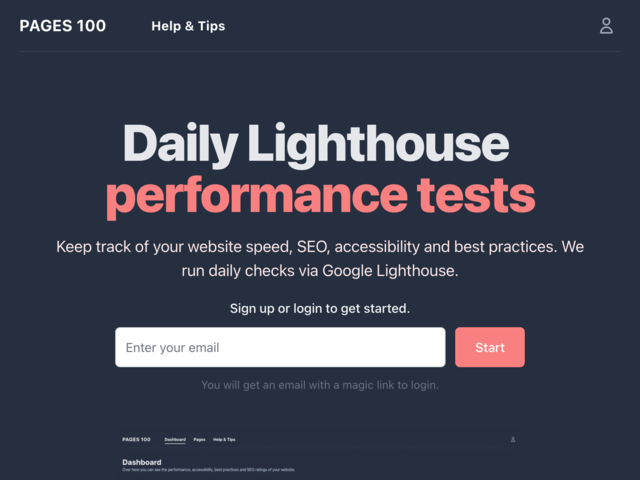 PAGES 100 Help & Tips
Daily Lighthouse
performance tests
Keep track of your website speed, SEO, accessibility and best practices. We
run daily checks via Google Lighthouse.
Sign up or login to get started.
Enter your email Start
You will get an email with a magic link to login.
PAGES 100 Dashboard Pages Help & Tips
Dashboard
Over here you can see the performance, accessibility, best practices and SEO ratings of your website.